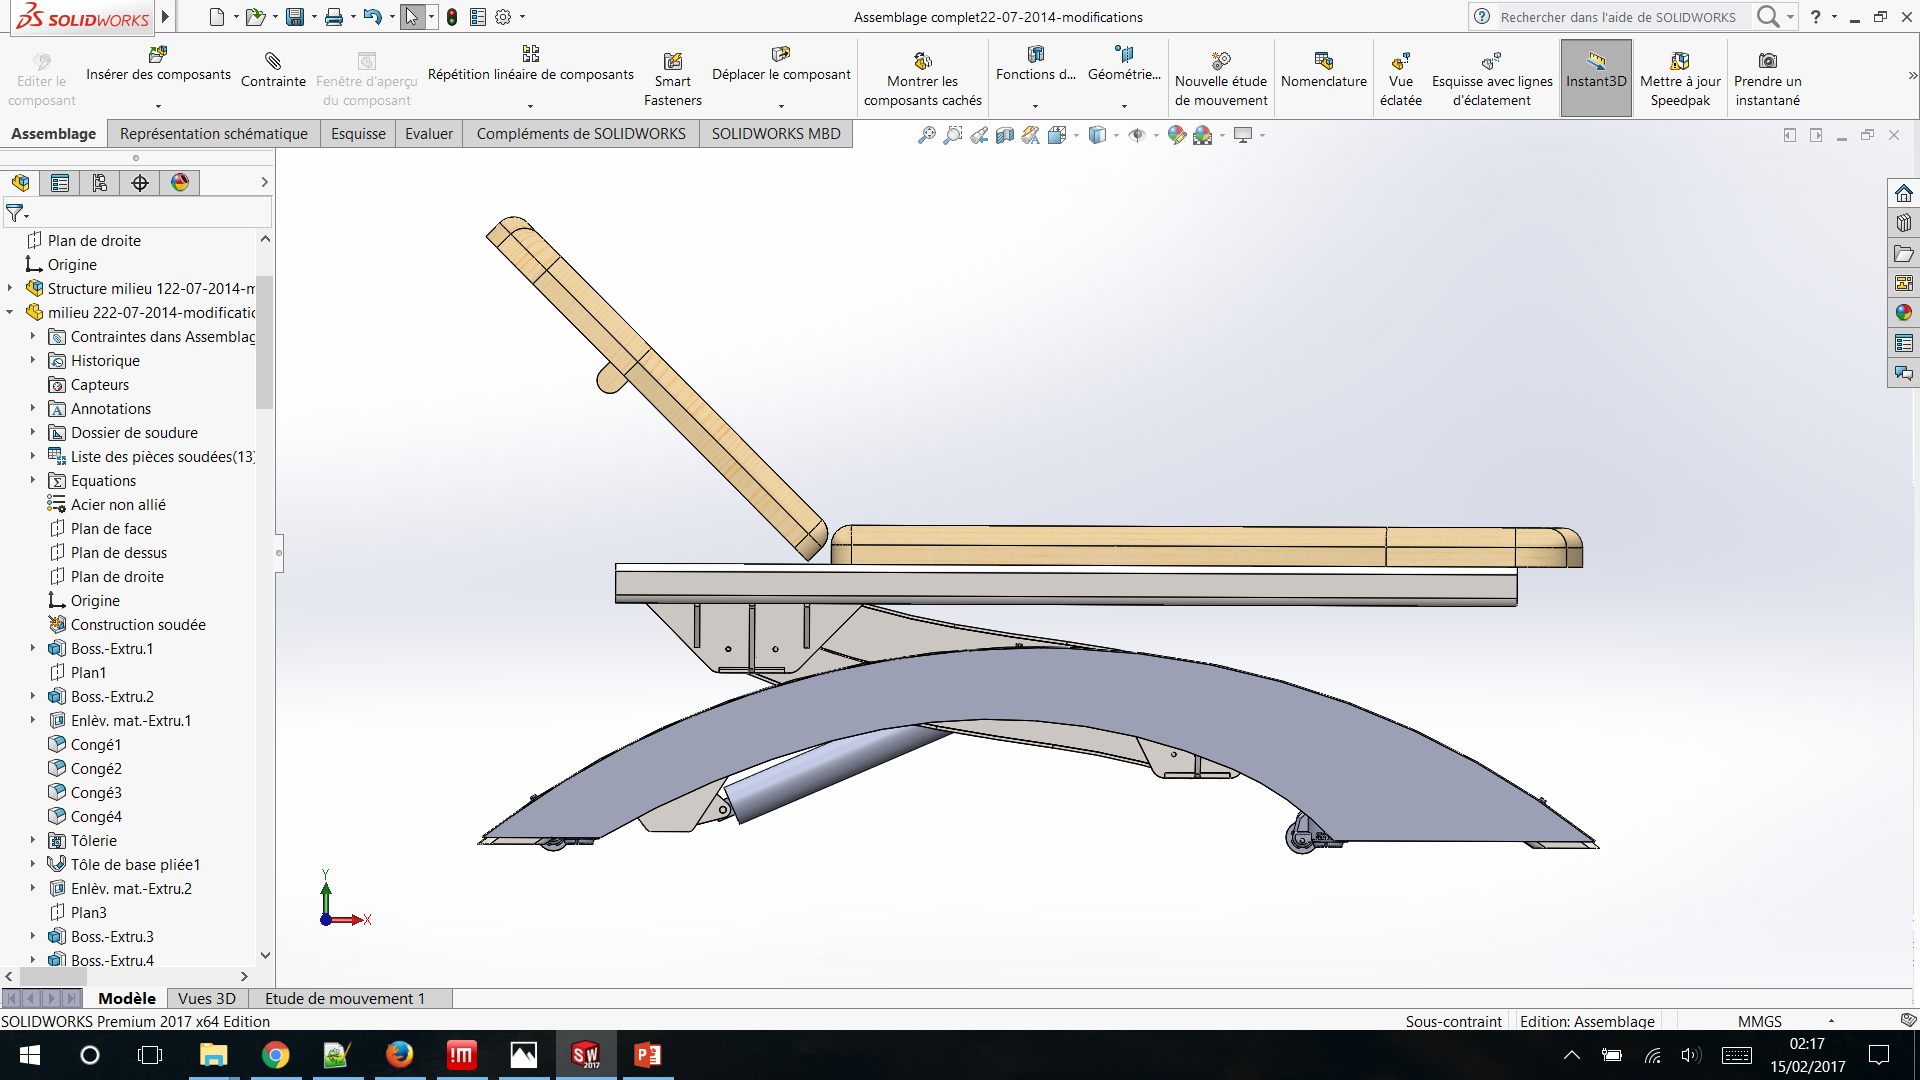 SOLIDWORKS
Assemblage complet22-07-2014-modifications
Rechercher dans l'aide de SOLIDWORKS
Editer le composant
Insérer des composants
Contrainte
Fenêtre d'aperçu du composant
Répétition linéaire de composants
Smart Fasteners
Déplacer le composant
Montrer les composants cachés
Fonctions d...
Géométrie...
Nouvelle étude de mouvement
Nomenclature
Vue éclatée
Esquisse avec lignes d'éclatement
Instant3D
Mettre à jour Speedpak
Prendre un instantané
Assemblage
Représentation schématique
Esquisse
Evaluer
Compléments de SOLIDWORKS
SOLIDWORKS MBD
Plan de droite
Origine
Structure milieu 122-07-2014-m
milieu 222-07-2014-modificatio
Contraintes dans Assemblag
Historique
Capteurs
Annotations
Dossier de soudure
Liste des pièces soudées(13)
Equations
Acier non allié
Plan de face
Plan de dessus
Plan de droite
Origine
Construction soudée
Boss.-Extru.1
Plan1
Boss.-Extru.2
Enlèv. mat.-Extru.1
Congé1
Congé2
Congé3
Congé4
Tôlerie
Tôle de base pliée1
Enlèv. mat.-Extru.2
Plan3
Boss.-Extru.3
Boss.-Extru.4
Y
X
Modèle
Vues 3D
Etude de mouvement 1
SOLIDWORKS Premium 2017 x64 Edition
Sous-contraint
Edition: Assemblage
MMGS
02:17
15/02/2017